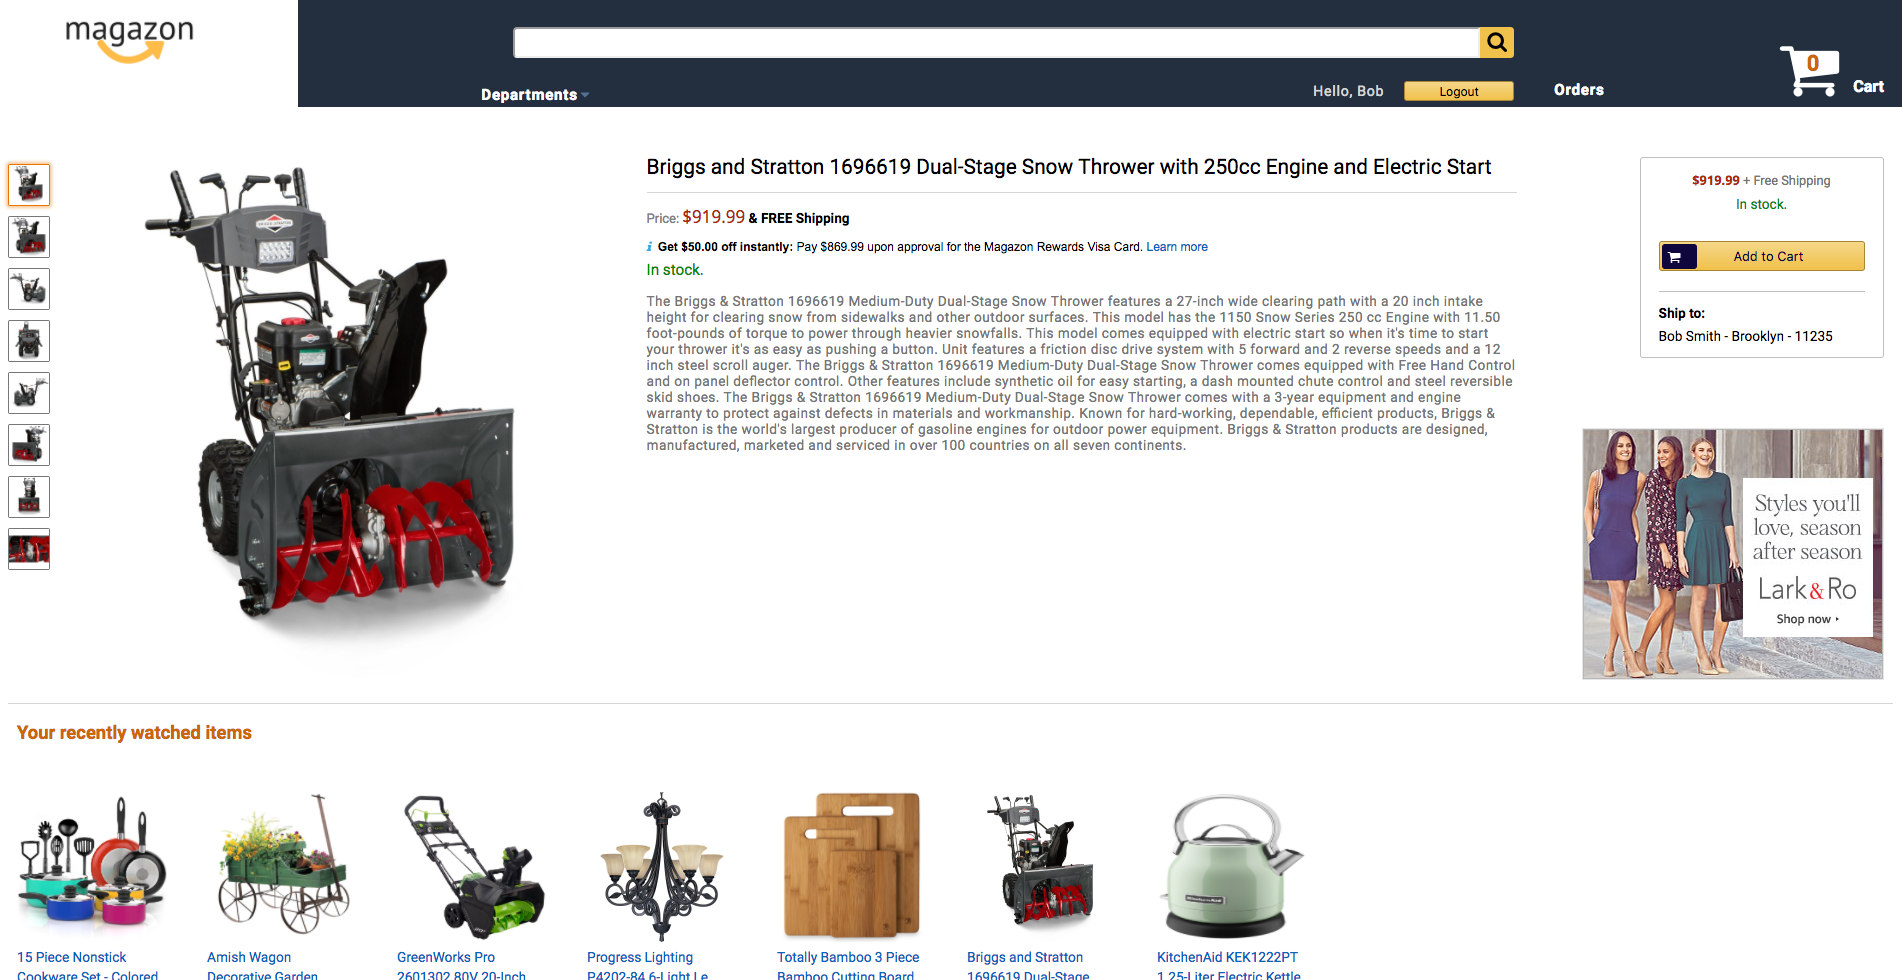 magazon
Departments
Hello, Bob
Logout
Orders
0
Cart
Briggs and Stratton 1696619 Dual-Stage Snow Thrower with 250cc Engine and Electric Start
Price: $919.99 & FREE Shipping
i Get $50.00 off instantly: Pay $869.99 upon approval for the Magazon Rewards Visa Card. Learn more
In stock.
The Briggs & Stratton 1696619 Medium-Duty Dual-Stage Snow Thrower features a 27-inch wide clearing path with a 20 inch intake
height for clearing snow from sidewalks and other outdoor surfaces. This model has the 1150 Snow Series 250 cc Engine with 11.50
foot-pounds of torque to power through heavier snowfalls. This model comes equipped with electric start so when it's time to start
your thrower it's as easy as pushing a button. Unit features a friction disc drive system with 5 forward and 2 reverse speeds and a 12
inch steel scroll auger. The Briggs & Stratton 1696619 Medium-Duty Dual-Stage Snow Thrower comes equipped with Free Hand Control
and on panel deflector control. Other features include synthetic oil for easy starting, a dash mounted chute control and steel reversible
skid shoes. The Briggs & Stratton 1696619 Medium-Duty Dual-Stage Snow Thrower comes with a 3-year equipment and engine
warranty to protect against defects in materials and workmanship. Known for hard-working, dependable, efficient products, Briggs &
Stratton is the world's largest producer of gasoline engines for outdoor power equipment. Briggs & Stratton products are designed,
manufactured, marketed and serviced in over 100 countries on all seven continents.
$919.99 + Free Shipping
In stock.
Add to Cart
Ship to:
Bob Smith - Brooklyn - 11235
Styles you'll
love, season
after season
Lark&Ro
Shop now
Your recently watched items
15 Piece Nonstick
Cookware Set - Colored
Amish Wagon
Decorative Garden
GreenWorks Pro
2601302 80V 20-Inch
Progress Lighting
P4202-84 6-Light Le
Totally Bamboo 3 Piece
Bamboo Cutting Board
Briggs and Stratton
1696619 Dual-Stage
KitchenAid KEK1222PT
1.25-Liter Electric Kettle